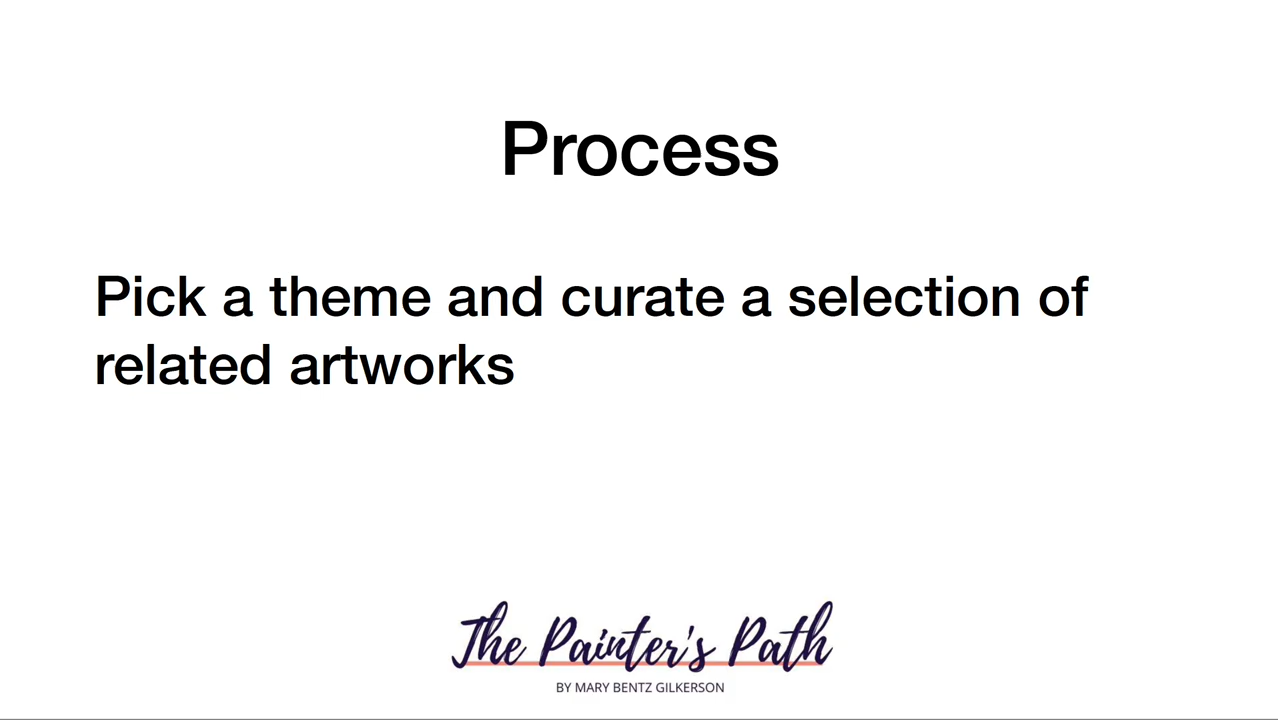 Process
Pick a theme and curate a selection of
related artworks
The Painter's Path
BY MARY BENTZ GILKERSON